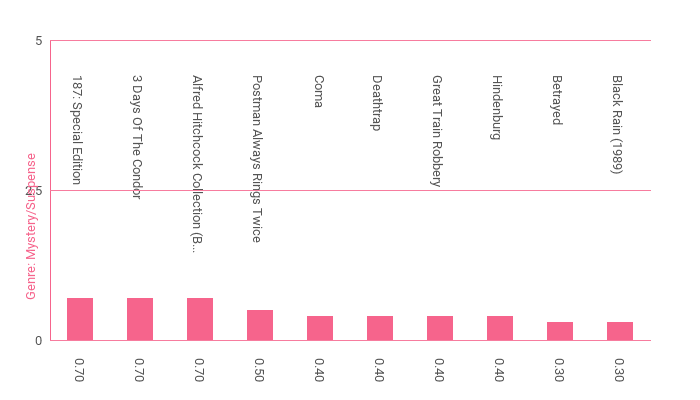 5
2.5
0
Genre: Mystery/Suspense
187: Special Edition
3 Days Of The Condor
Alfred Hitchcock Collection (B...
Postman Always Rings Twice
Coma
Deathtrap
Great Train Robbery
Hindenburg
Betrayed
Black Rain (1989)
0.70
0.70
0.70
0.50
0.40
0.40
0.40
0.40
0.30
0.30